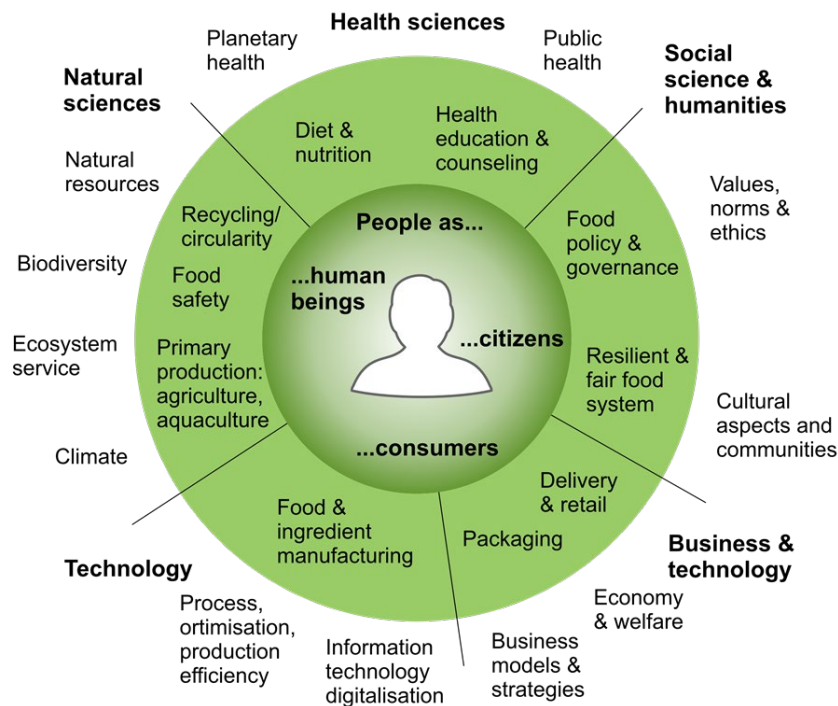 Health sciences
Planetary
health
Public
health
Natural
sciences
Social
science &
humanities
Diet &
nutrition
Health
education &
counseling
Natural
resources
Values,
norms &
ethics
Recycling/
circularity
People as...
Food
policy &
governance
Biodiversity
Food
safety
...human
beings
Ecosystem
service
Primary
production:
agriculture,
aquaculture
...citizens
Resilient &
fair food
system
Cultural
aspects and
communities
Climate
...consumers
Delivery
& retail
Food &
ingredient
manufacturing
Packaging
Technology
Business &
technology
Process,
ortimisation,
production
efficiency
Information
technology
digitalisation
Business
models &
strategies
Economy
& welfare